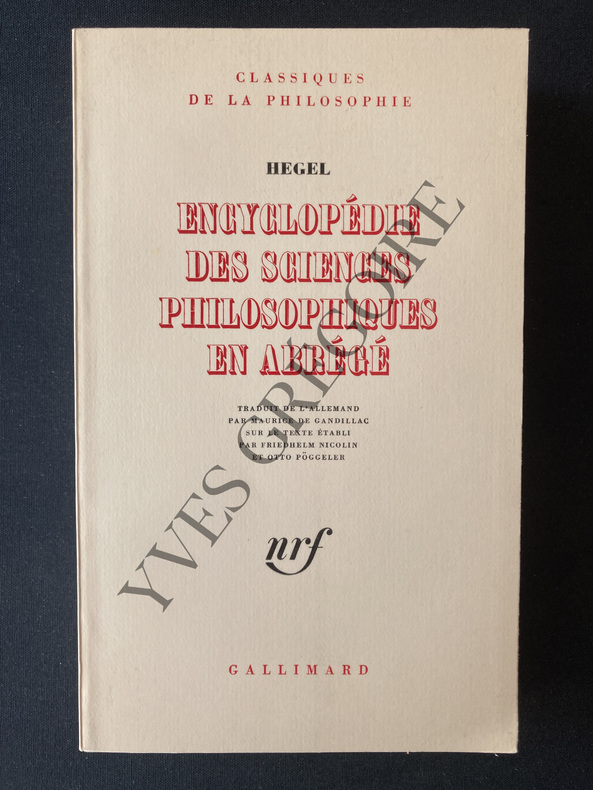 CLASSIQUES
DE LA PHILOSOPHIE
HEGEL
ENCYCLOPÉDIE
DES SCIENCES
PHILOSOPHIQUES
EN ABRÉGÉ
TRADUIT DE L'ALLEMAND
PAR MAURICE DE GANDILLAC
SUR LE TEXTE ÉTABLI
PAR FRIEDHELM NICOLIN
ET OTTO PÖGGELER
nrf
GALLIMARD
YVES GRÉGOIRE